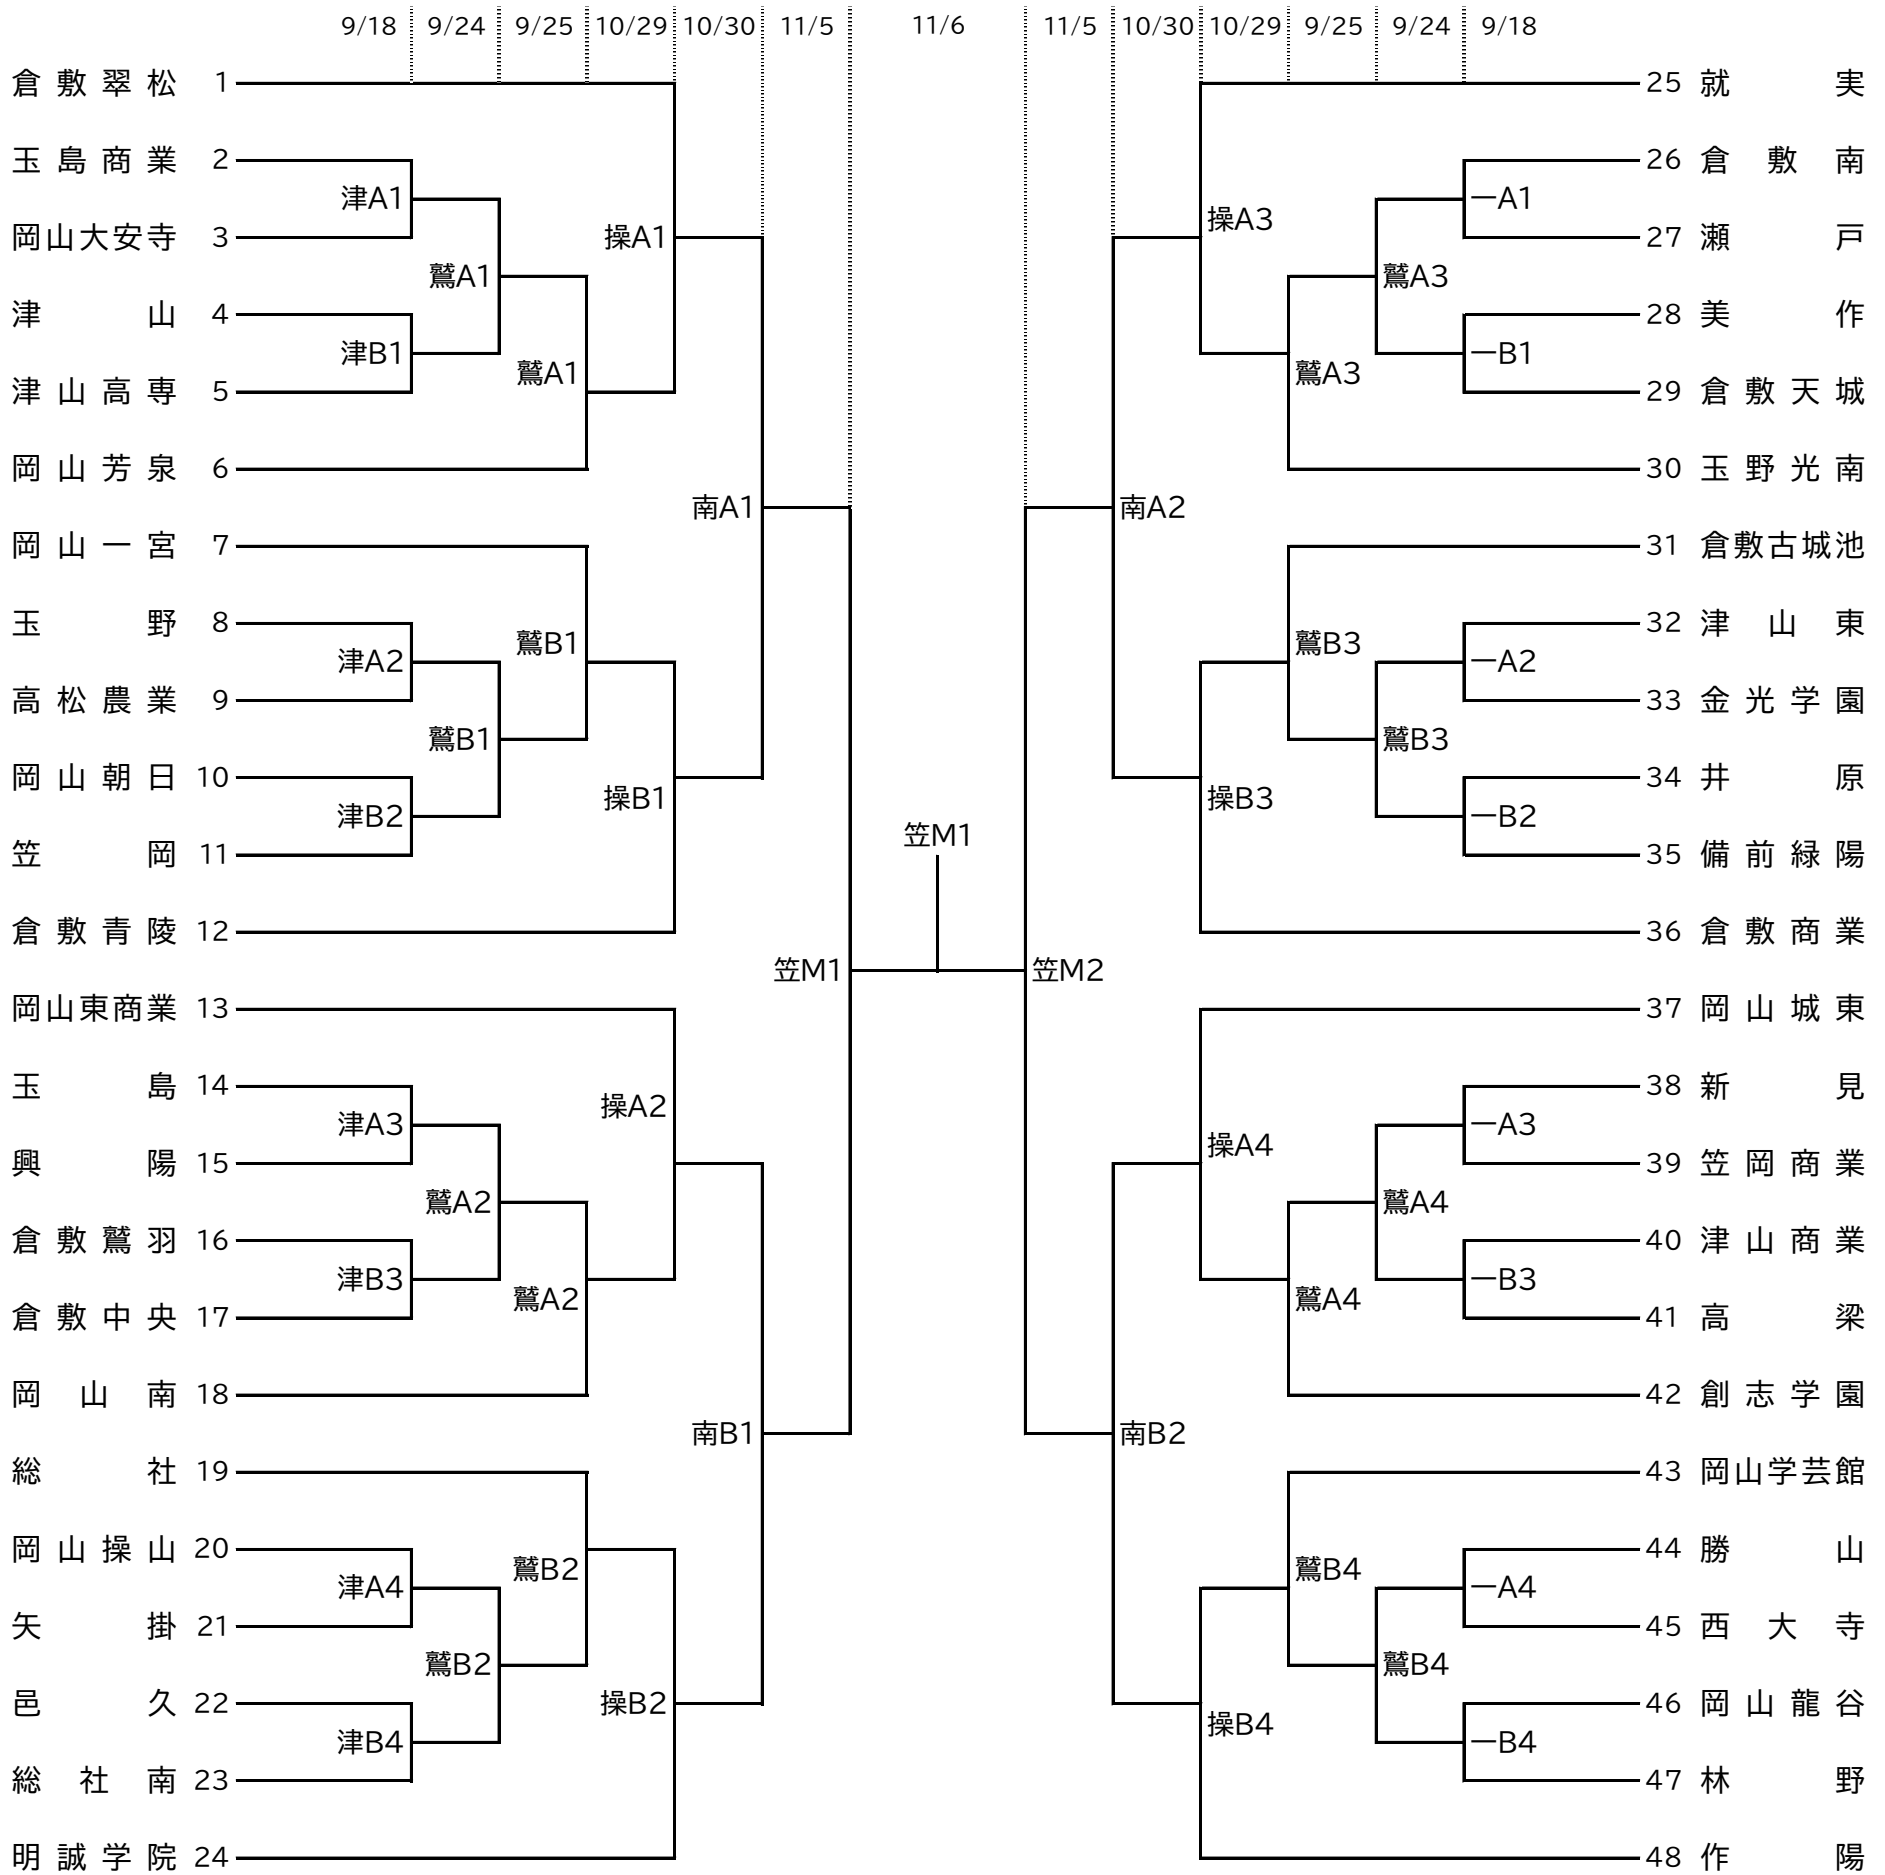 9/18 9/24 9/25 10/29 10/30 11/5 11/6 11/5 10/30 10/29 9/25 9/24 9/18
倉敷翠松 1 25 就実
玉島商業 2 26 倉敷南
津A1 一A1
岡山大安寺 3 操A1 操A3 27 瀬戸
鷲A1 鷲A3
津山 4 28 美作
津B1 一B1
鷲A1 鷲A3
津山高専 5 29 倉敷天城
岡山芳泉 6 30 玉野光南
南A1 南A2
岡山一宮 7 31 倉敷古城池
玉野 8 32 津山東
鷲B1 鷲B3
津A2 一A2
高松農業 9 33 金光学園
鷲B1 鷲B3
岡山朝日 10 34 井原
操B1 操B3
津B2 一B2
笠M1
笠岡 11 35 備前緑陽
倉敷青陵 12 36 倉敷商業
笠M1 笠M2
岡山東商業 13 37 岡山城東
玉島 14 38 新見
操A2
津A3 一A3
操A4
興陽 15 39 笠岡商業
鷲A2 鷲A4
倉敷鷲羽 16 40 津山商業
津B3 一B3
鷲A2 鷲A4
倉敷中央 17 41 高梁
岡山南 18 42 創志学園
南B1 南B2
総社 19 43 岡山学芸館
岡山操山 20 44 勝山
鷲B2 鷲B4
津A4 一A4
矢掛 21 45 西大寺
鷲B2 鷲B4
邑久 22 操B2 46 岡山龍谷
操B4
津B4 一B4
総社南 23 47 林野
明誠学院 24 48 作陽